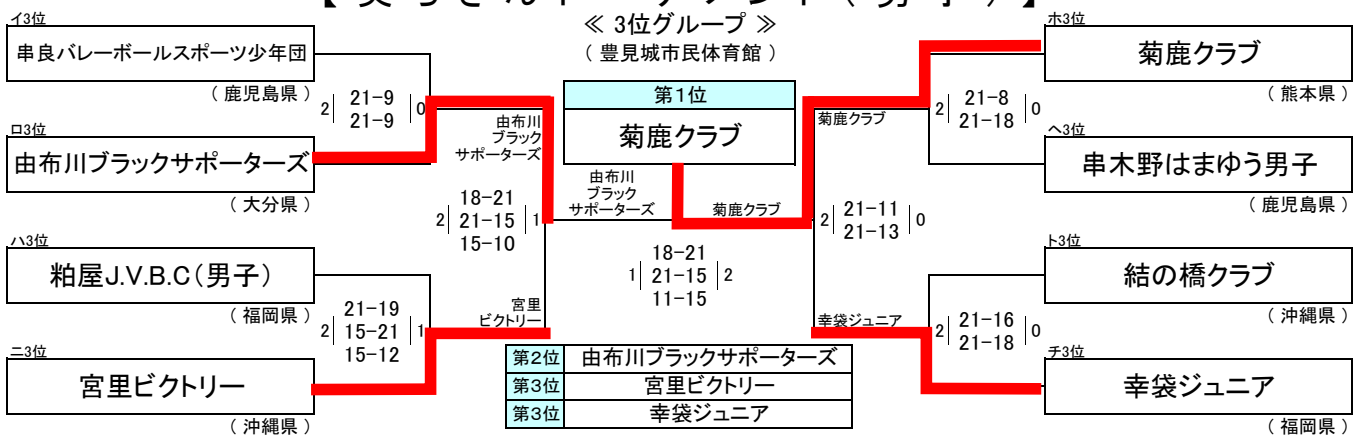 ≪ 3位グループ ≫
（ 豊見城市民体育館 ）
イ3位
串良バレーボールスポーツ少年団
（ 鹿児島県 ）
2 21-9 0
21-9
ロ3位
由布川ブラックサポーターズ
（ 大分県 ）
由布川
ブラック
サポーターズ
18-21
2 21-15 1
15-10
ハ3位
粕屋J.V.B.C（男子）
（ 福岡県 ）
21-19
2 15-21 1
15-12
ニ3位
宮里ビクトリー
（ 沖縄県 ）
宮里
ビクトリー
第1位
菊鹿クラブ
由布川
ブラック
サポーターズ
菊鹿クラブ
18-21
1 21-15 2
11-15
第2位 由布川ブラックサポーターズ
第3位 宮里ビクトリー
第3位 幸袋ジュニア
ホ3位
菊鹿クラブ
（ 熊本県 ）
2 21-8 0
21-18
ヘ3位
串木野はまゆう男子
（ 鹿児島県 ）
菊鹿クラブ
2 21-11 0
21-13
ト3位
結の橋クラブ
（ 沖縄県 ）
幸袋ジュニア
2 21-16 0
21-18
チ3位
幸袋ジュニア
（ 福岡県 ）